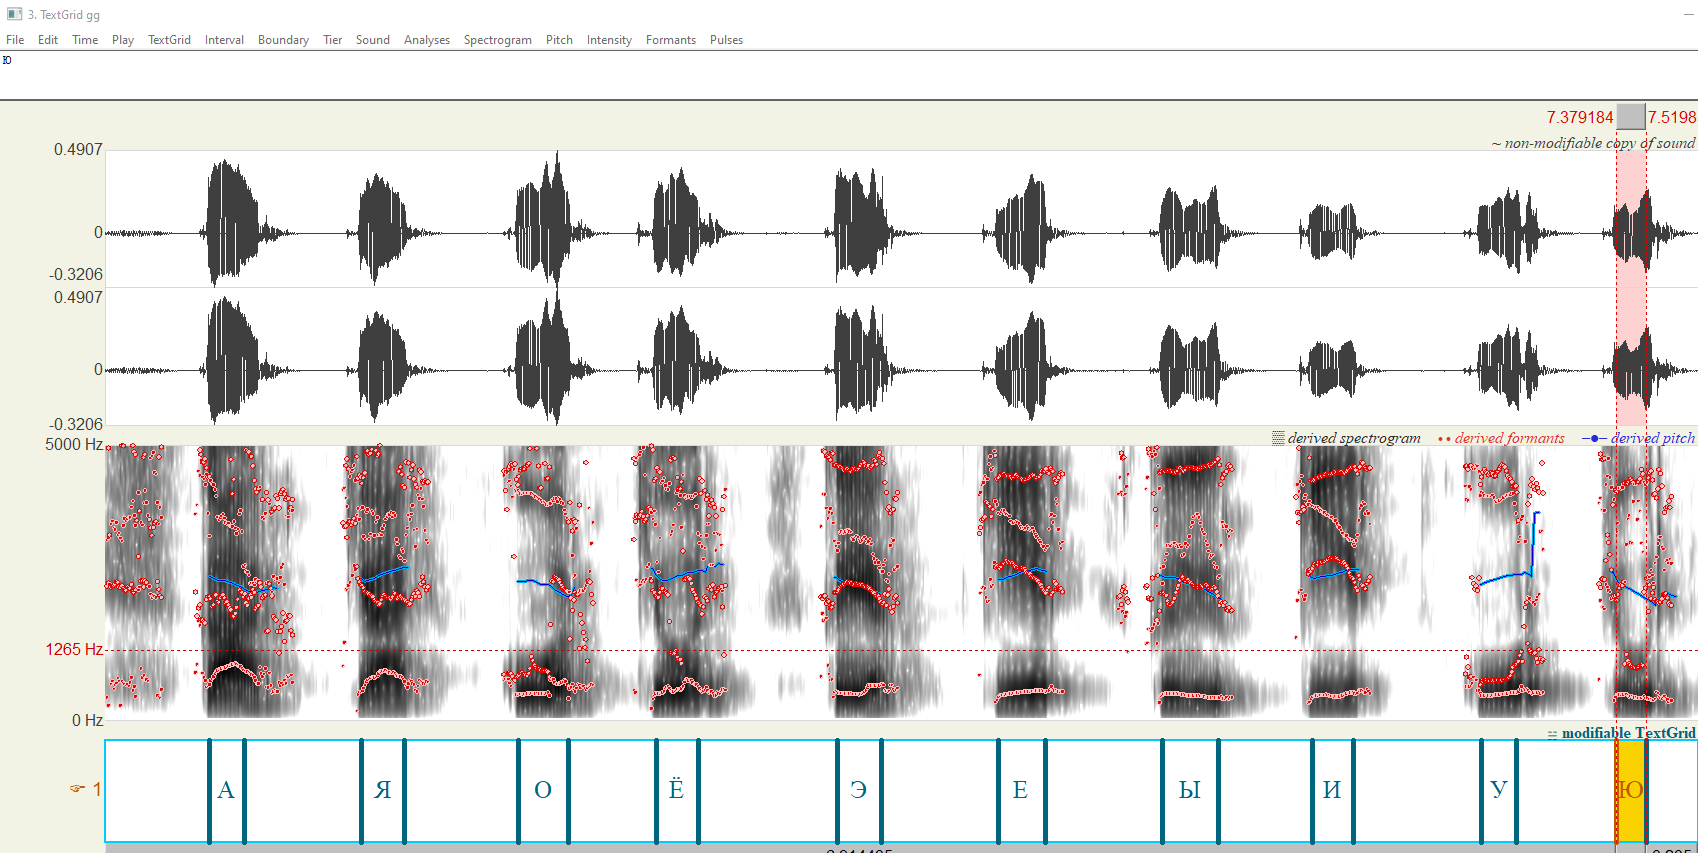 3. TextGrid gg
File Edit Time Play TextGrid Interval Boundary Tier Sound Analyses Spectrogram Pitch Intensity Formants Pulses
Ю
7.379184 7.5198
~ non-modifiable copy of sound
0.4907
0
-0.3206
0.4907
0
-0.3206
5000 Hz derived spectrogram derived formants derived pitch
1265 Hz
0 Hz
modifiable TextGrid
1 А Я О Ё Э Е Ы И У Ю